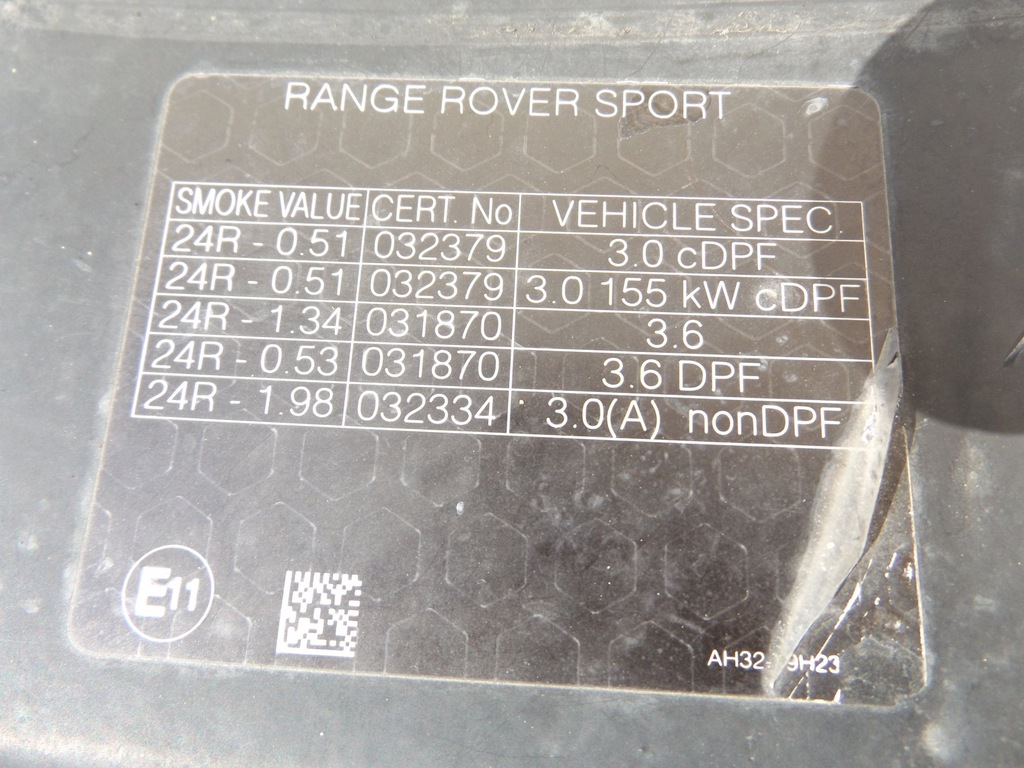 RANGE ROVER SPORT
SMOKE VALUE CERT. No VEHICLE SPEC.
24R - 0.51 032379 3.0 cDPF
24R - 0.51 032379 3.0 155 kW cDPF
24R - 1.34 031870 3.6
24R - 0.53 031870 3.6 DPF
24R - 1.98 032334 3.0(A) nonDPF
E11
AH32- 9H23